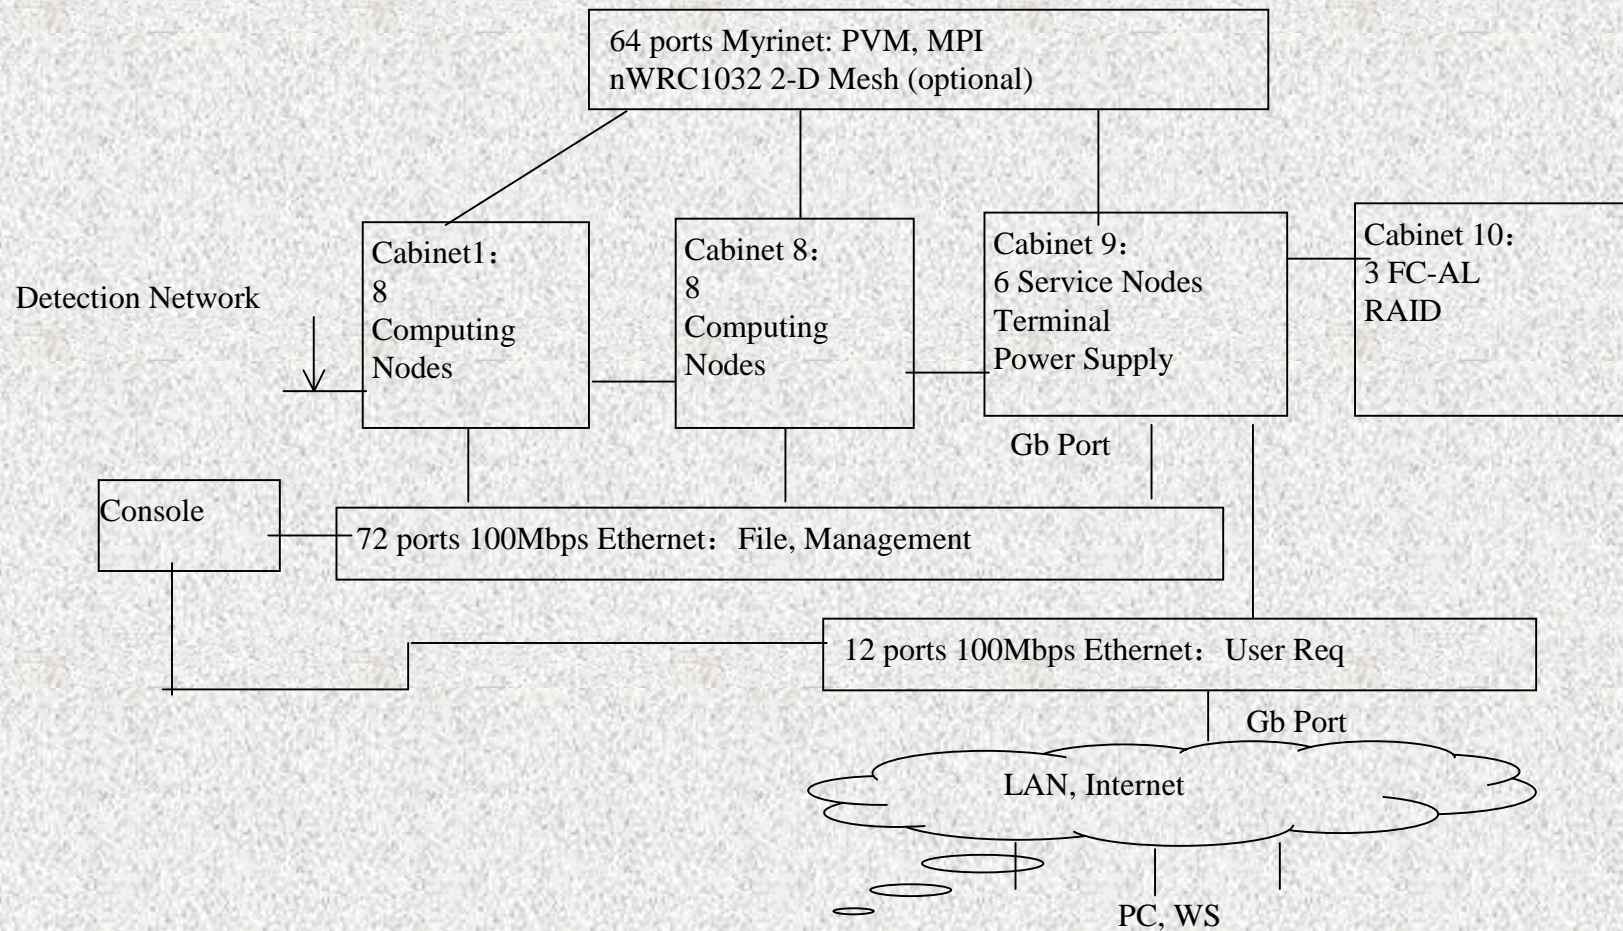 64 ports Myrinet: PVM, MPI
nWRC1032 2-D Mesh (optional)
Detection Network
Cabinet1：
8
Computing
Nodes
Cabinet 8：
8
Computing
Nodes
Cabinet 9：
6 Service Nodes
Terminal
Power Supply
Cabinet 10：
3 FC-AL
RAID
Gb Port
Console
72 ports 100Mbps Ethernet：File, Management
12 ports 100Mbps Ethernet：User Req
Gb Port
LAN, Internet
PC, WS